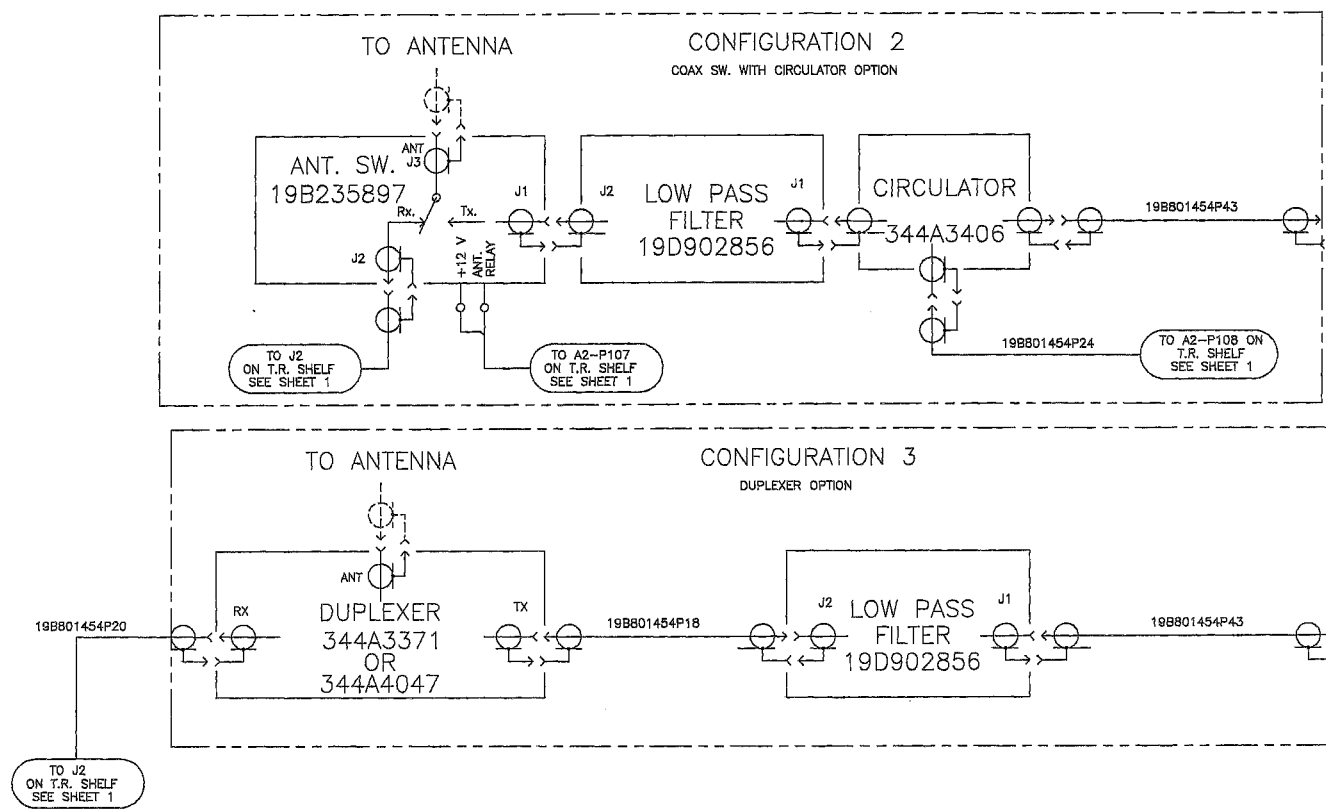 TO ANTENNA
CONFIGURATION 2
COAX SW. WITH CIRCULATOR OPTION
ANT
J3
ANT. SW.
19B235897
Rx.
Tx.
J1
J2
+12 V
ANT.
RELAY
J2
LOW PASS
FILTER
19D902856
J1
CIRCULATOR
344A3406
19B801454P43
19B801454P24
TO J2
ON T.R. SHELF
SEE SHEET 1
TO A2-P107
ON T.R. SHELF
SEE SHEET 1
TO A2-P108 ON
T.R. SHELF
SEE SHEET 1
TO ANTENNA
CONFIGURATION 3
DUPLEXER OPTION
ANT
19B801454P20
RX
DUPLEXER
344A3371
OR
344A4047
TX
19B801454P18
J2
LOW PASS
FILTER
19D902856
J1
19B801454P43
TO J2
ON T.R. SHELF
SEE SHEET 1